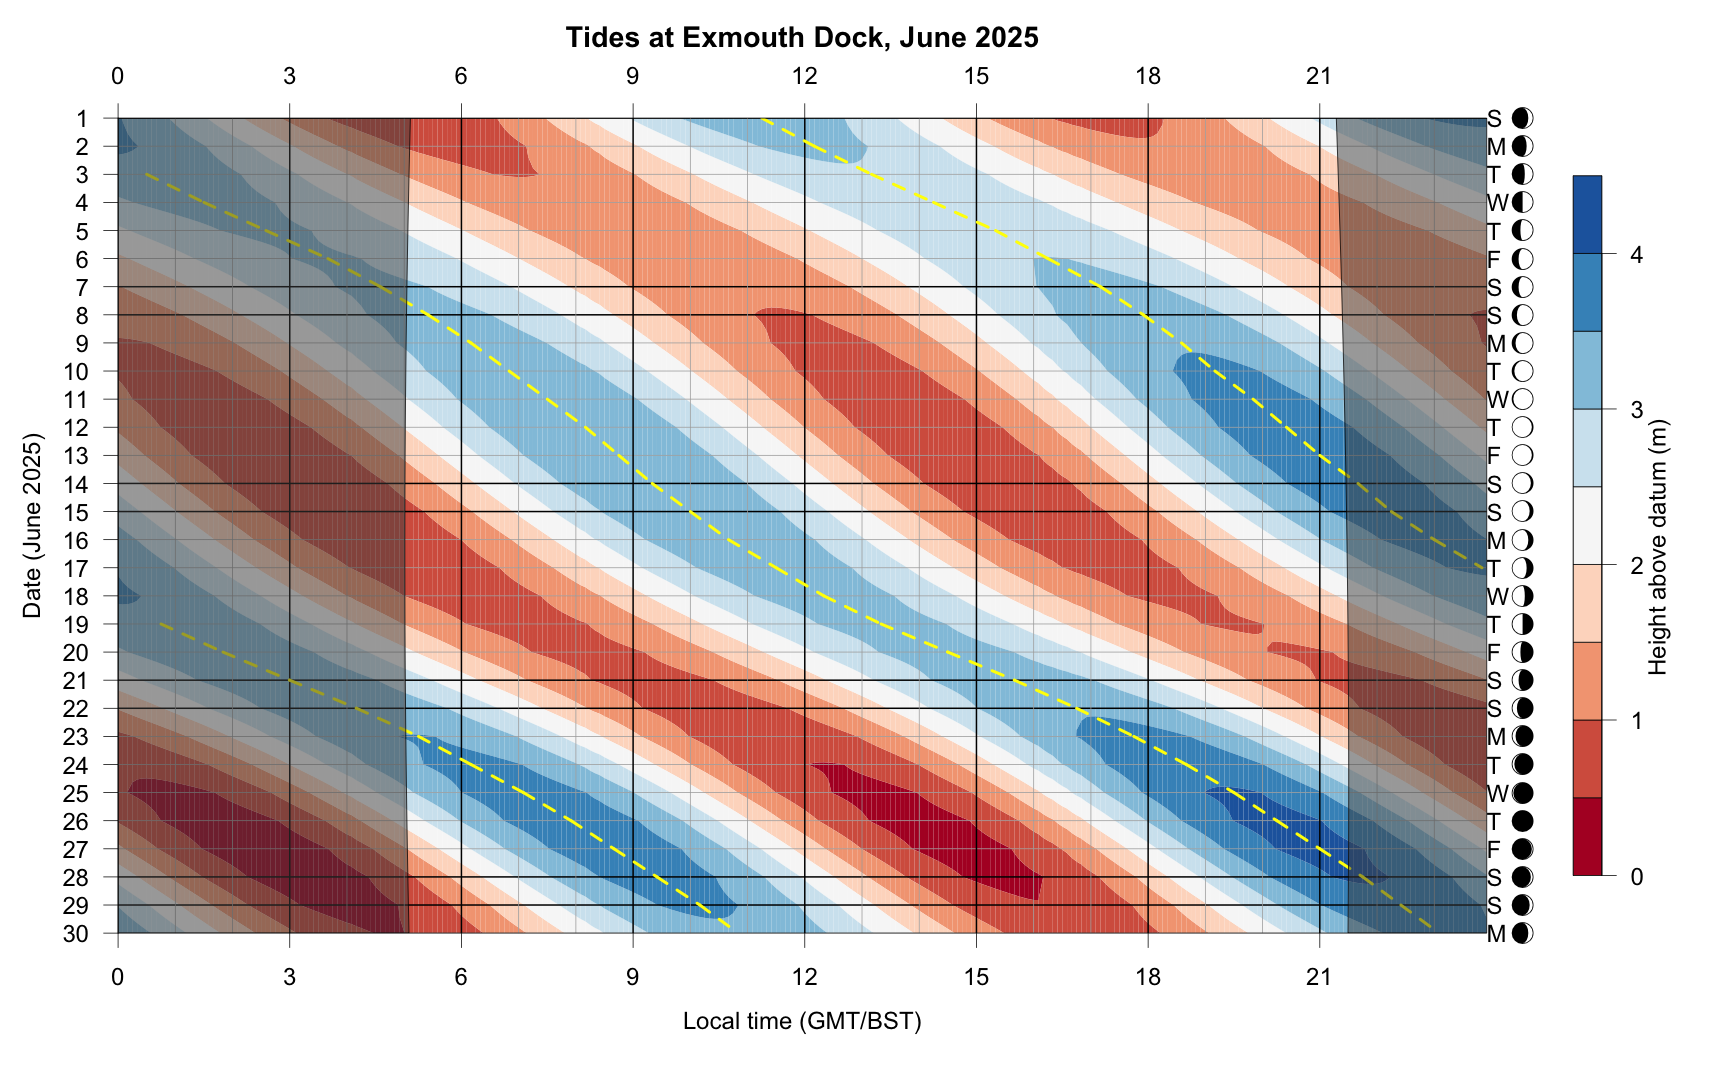 Tides at Exmouth Dock, June 2025
0 3 6 9 12 15 18 21
1 S
2 M
3 T
4 W
5 T
6 F
7 S
8 S
9 M
10 T
11 W
12 T
13 F
14 S
15 S
16 M
17 T
18 W
19 T
20 F
21 S
22 S
23 M
24 T
25 W
26 T
27 F
28 S
29 S
30 M
0 3 6 9 12 15 18 21
Local time (GMT/BST)
Date (June 2025)
4
3
2
1
0
Height above datum (m)